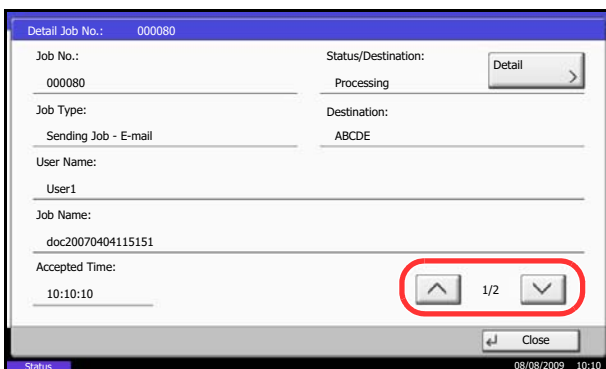 Detail Job No.: 000080
Job No.: Status/Destination:
000080 Processing Detail
Job Type: Destination:
Sending Job - E-mail ABCDE
User Name:
User1
Job Name:
doc20070404115151
Accepted Time:
10:10:10 1/2
Close
Status 08/08/2009 10:10